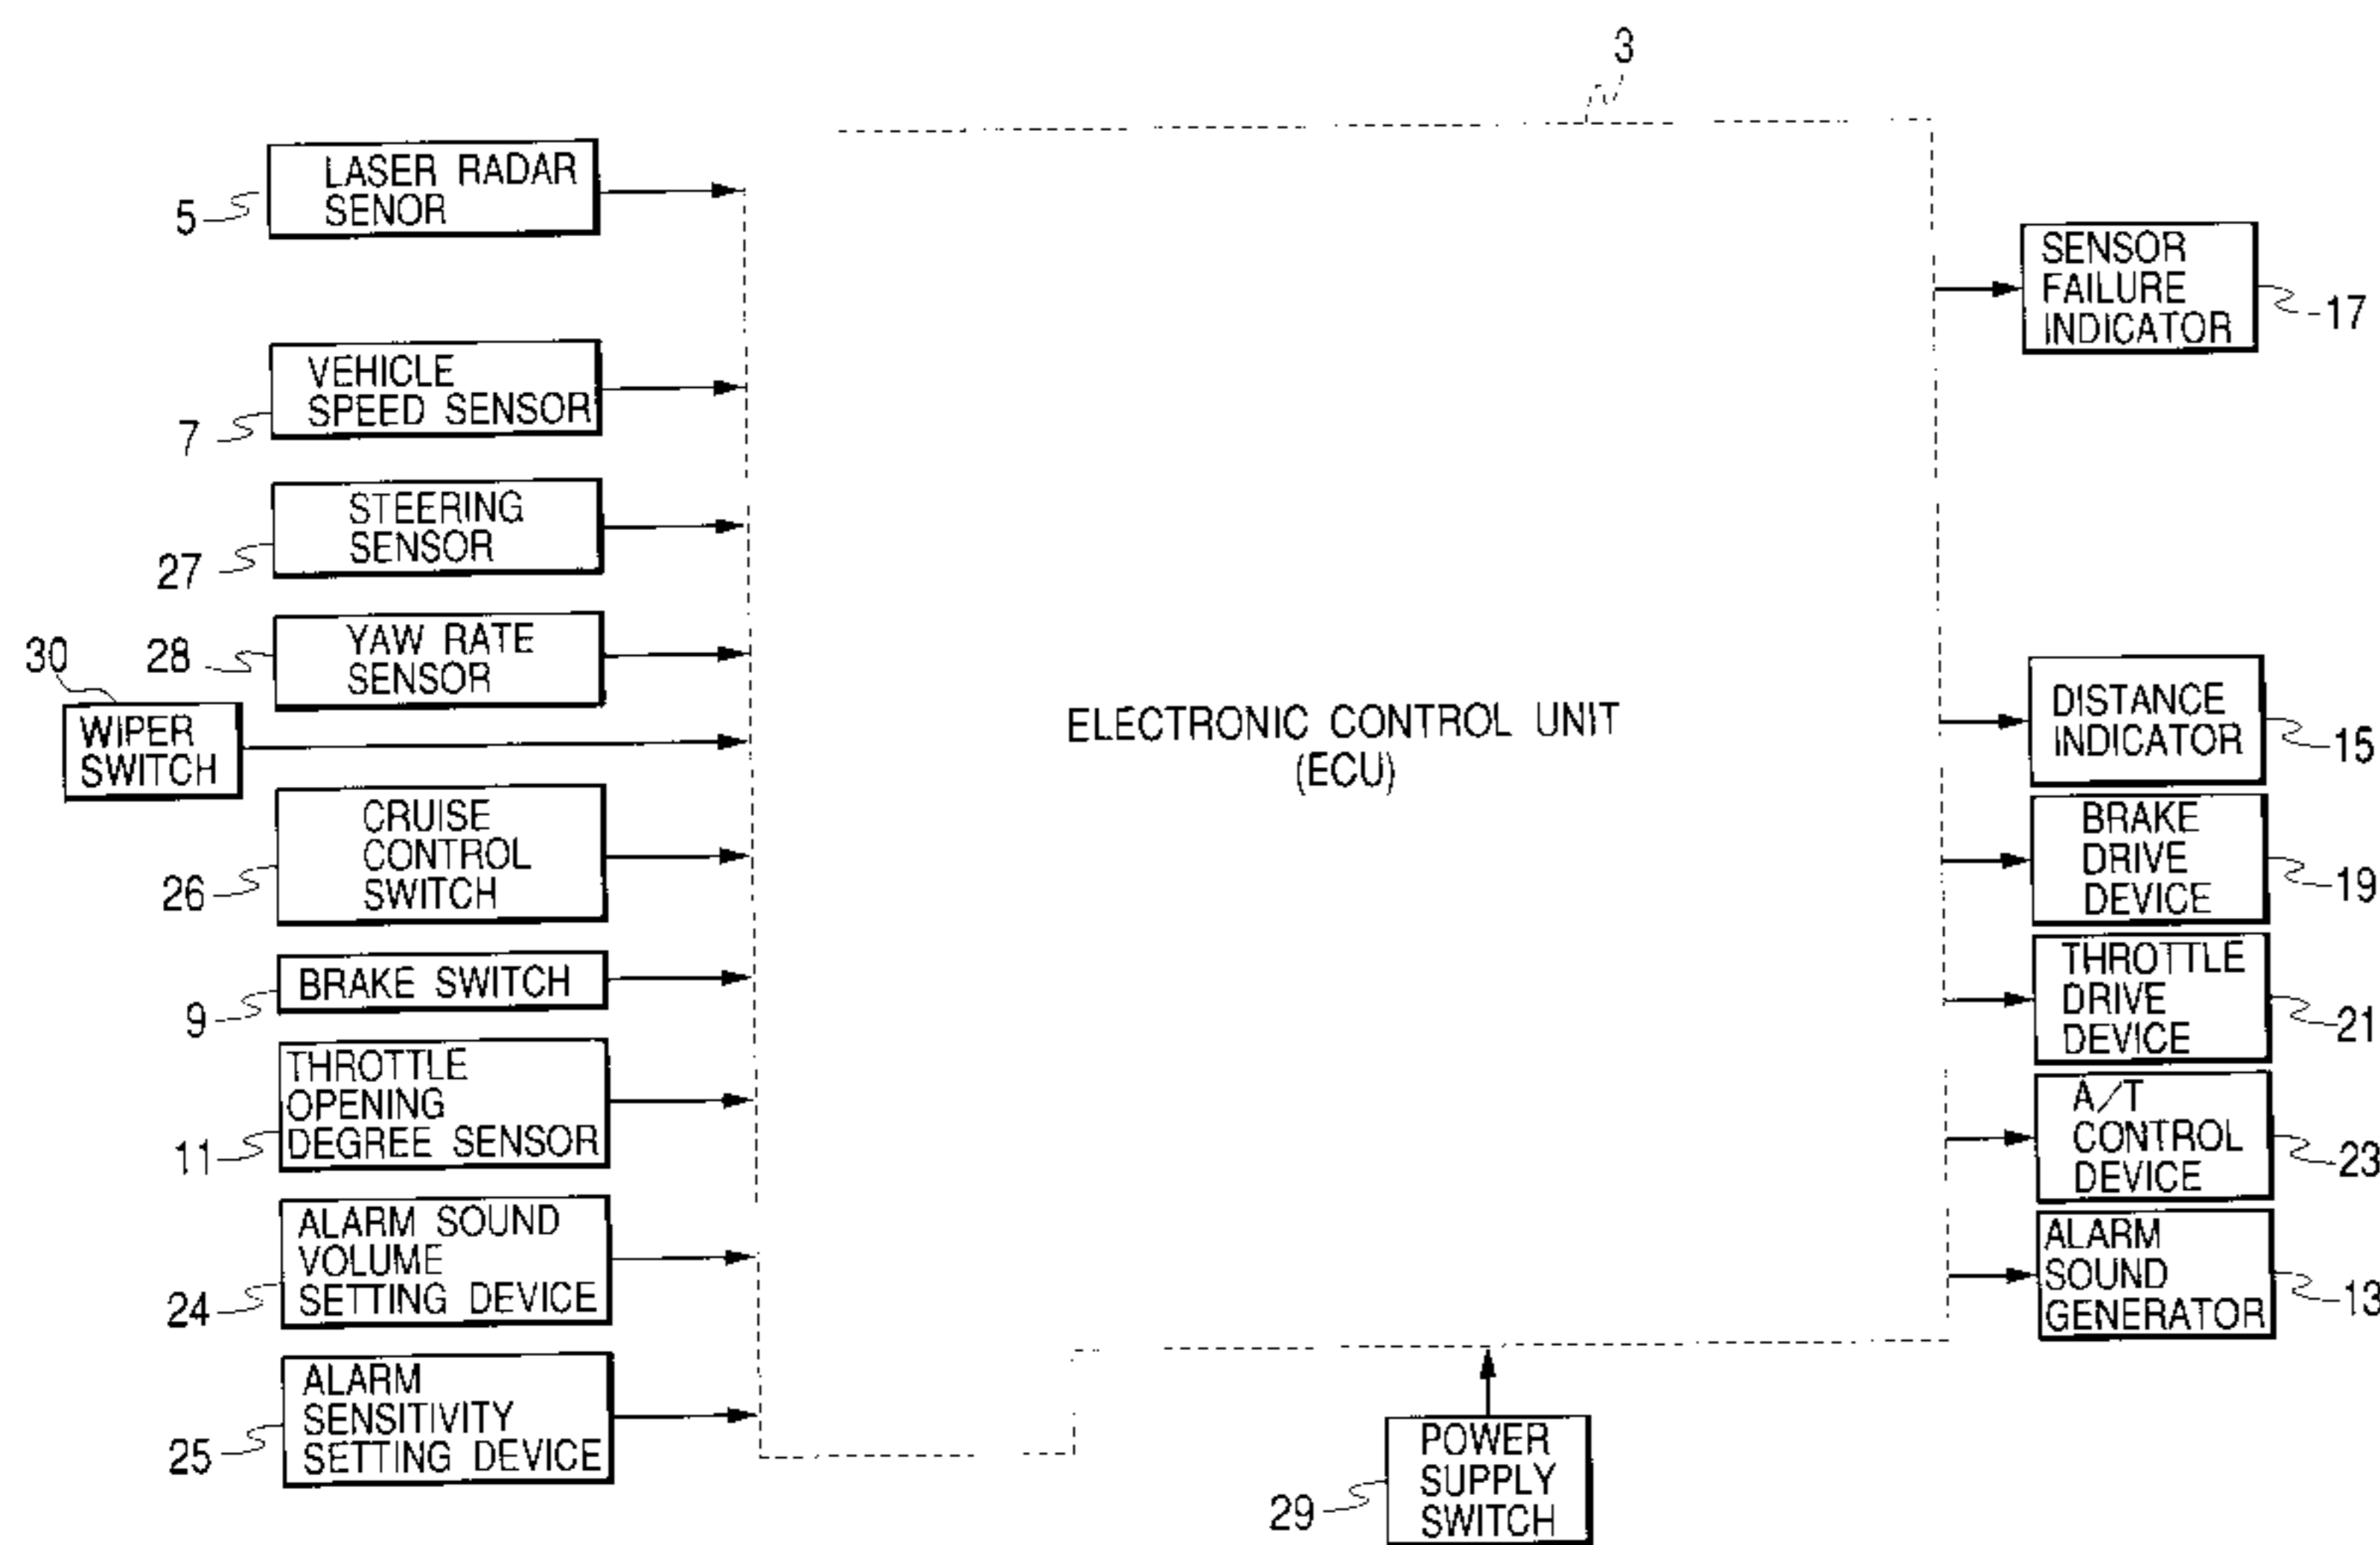 3
LASER RADAR
SENOR
5
VEHICLE
SPEED SENSOR
7
STEERING
SENSOR
27
YAW RATE
SENSOR
28
30
WIPER
SWITCH
CRUISE
CONTROL
SWITCH
26
BRAKE SWITCH
9
THROTTLE
OPENING
DEGREE SENSOR
11
ALARM SOUND
VOLUME
SETTING DEVICE
24
ALARM
SENSITIVITY
SETTING DEVICE
25
ELECTRONIC CONTROL UNIT
(ECU)
POWER
SUPPLY
SWITCH
29
SENSOR
FAILURE
INDICATOR
17
DISTANCE
INDICATOR
15
BRAKE
DRIVE
DEVICE
19
THROTTLE
DRIVE
DEVICE
21
A/T
CONTROL
DEVICE
23
ALARM
SOUND
GENERATOR
13